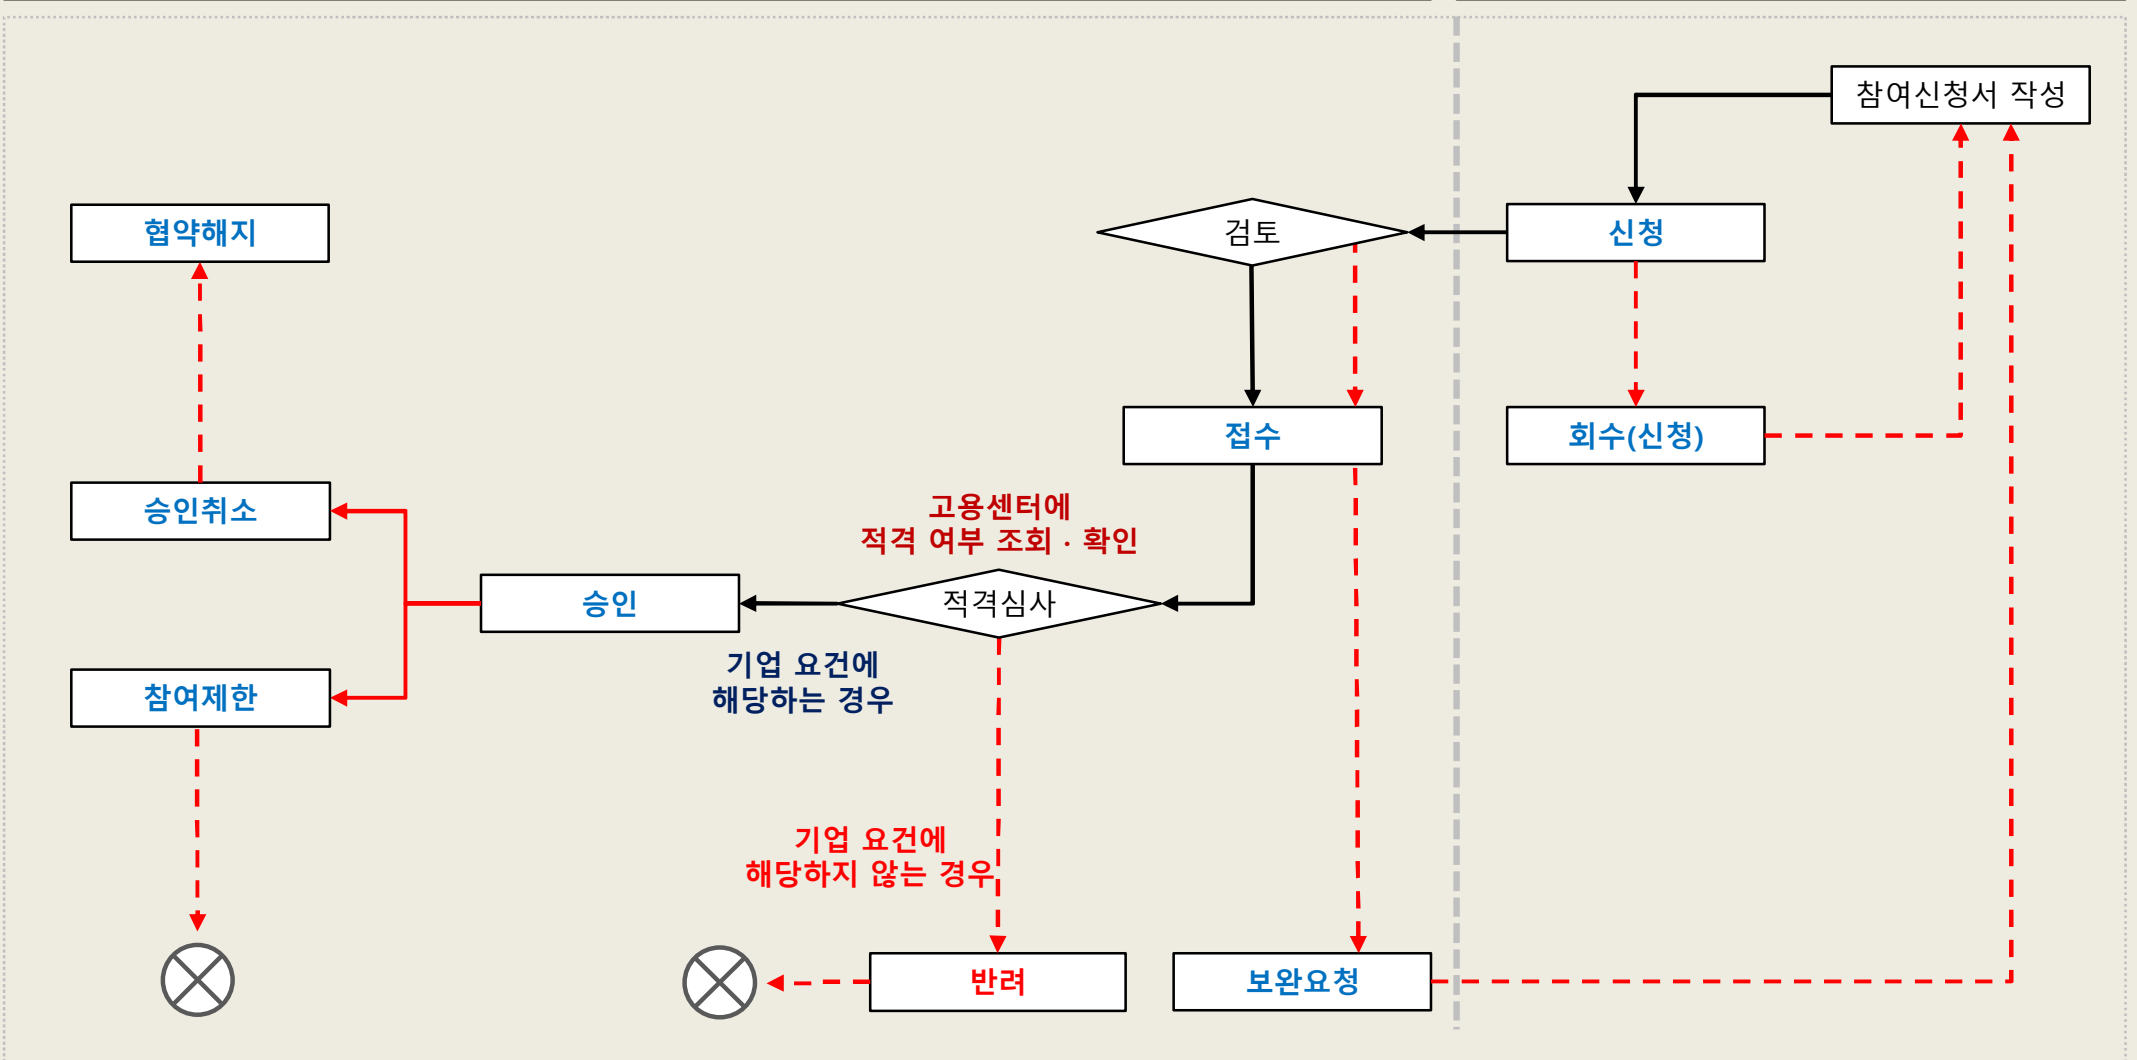 참여신청서 작성
협약해지
검토
신청
접수
회수(신청)
승인취소
고용센터에
적격 여부 조회 · 확인
승인
적격심사
기업 요건에
해당하는 경우
참여제한
기업 요건에
해당하지 않는 경우
반려
보완요청